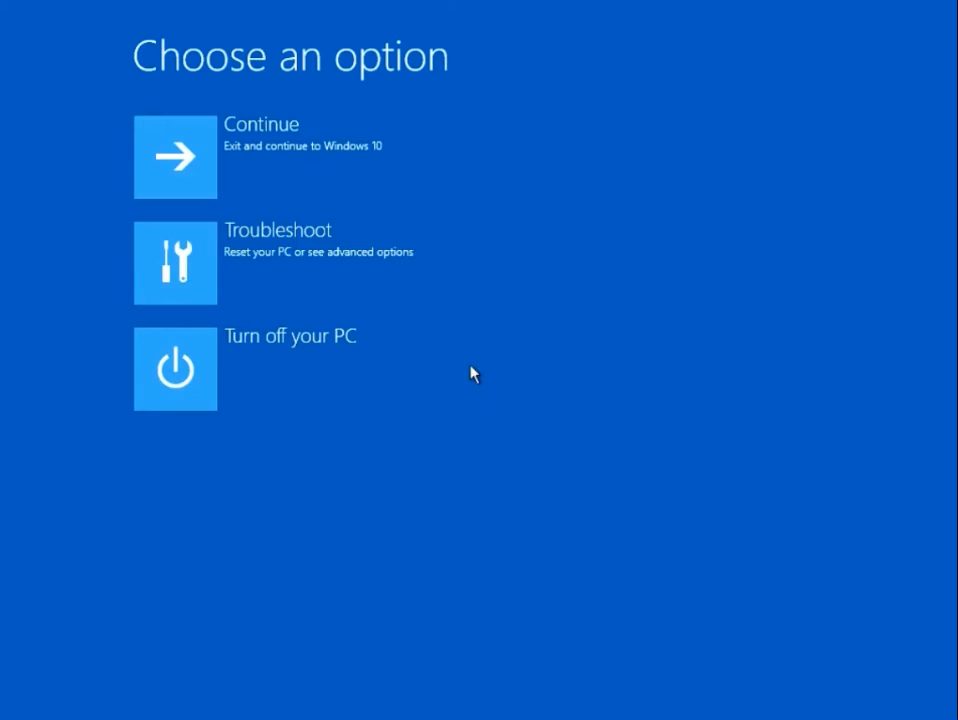 Choose an option
Continue
Exit and continue to Windows 10
Troubleshoot
Reset your PC or see advanced options
Turn off your PC